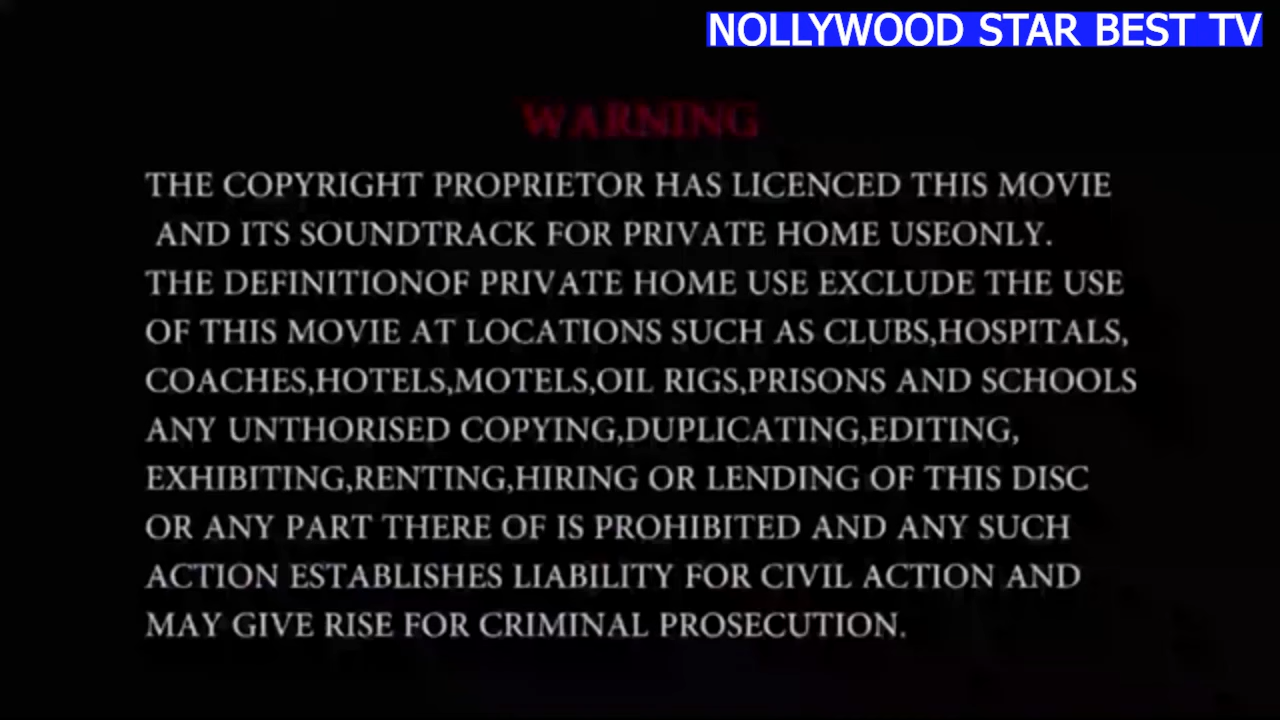 NOLLYWOOD STAR BEST TV
WARNING
THE COPYRIGHT PROPRIETOR HAS LICENCED THIS MOVIE
AND ITS SOUNDTRACK FOR PRIVATE HOME USEONLY.
THE DEFINITIONOF PRIVATE HOME USE EXCLUDE THE USE
OF THIS MOVIE AT LOCATIONS SUCH AS CLUBS,HOSPITALS,
COACHES,HOTELS,MOTELS,OIL RIGS,PRISONS AND SCHOOLS
ANY UNTHORISED COPYING,DUPLICATING,EDITING,
EXHIBITING,RENTING,HIRING OR LENDING OF THIS DISC
OR ANY PART THERE OF IS PROHIBITED AND ANY SUCH
ACTION ESTABLISHES LIABILITY FOR CIVIL ACTION AND
MAY GIVE RISE FOR CRIMINAL PROSECUTION.